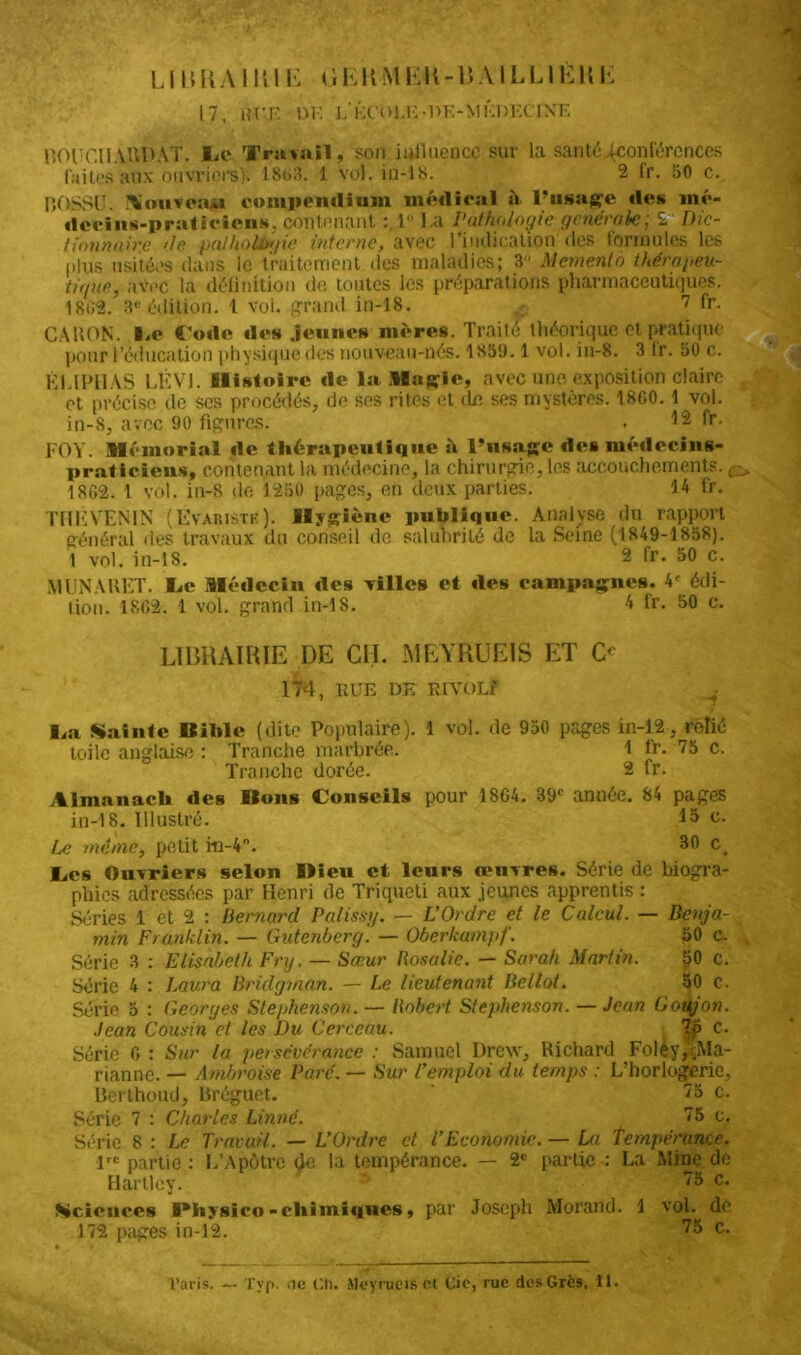 LIBRAIRIE GERMER-BAILLIÈRE
17, RUE DE L'ÉCOLE-DE-MÉDECINE
BOUCHARDAT. Le Travail, son influence sur la santé (conférences
faites aux ouvriers). 1863. 1 vol. in-18. 2 fr. 50 c.
BOSSU. Nouveau compendium médical à l'usage des mé-
decins-praticiens, contenant : 1° La Pathologie générale; 2° Dic-
tionnaire de pathologie interne, avec l'indication des formules les
plus usitées dans le traitement des maladies; 3° Memento thérapeu-
tique, avec la définition de toutes les préparations pharmaceutiques.
1862. 3e édition. 1 vol. grand in-18. 7 fr.
CARON. Le Code des jeunes mères. Traité théorique et pratique
pour l'éducation physique des nouveau-nés. 1859. 1 vol. in-8. 3 fr. 50 c.
ÉLIPHAS LÉVI. Histoire de la Magie, avec une exposition claire
et précise de ses procédés, de ses rites et de ses mystères. 1860. 1 vol.
in-8, avec 90 figures. 12 fr.
FOY. Mémorial de thérapeutique à l'usage des médecins-
praticiens, contenant la médecine, la chirurgie, les accouchements.
1862. 1 vol. in-8 de 1250 pages, en deux parties. 14 fr.
THÉVENIN (EVARISTE). Hygiène publique. Analyse du rapport
général des travaux du conseil de salubrité de la Seine (1849-1858).
1 vol. in-18. 2 fr. 50 c.
MUNARET. Le Médecin des villes et des campagnes. 4e édi-
tion. 1862. 1 vol. grand in-18. 4 fr. 50 c.
LIBRAIRIE DE CH. MEYRUEIS ET Ce
174, RUE DE RIVOLI
La Sainte Bible (dite Populaire). 1 vol. de 950 pages in-12, relié
toile anglaise : Tranche marbrée. 1 fr. 75 c.
Tranche dorée. 2 fr.
Almanach des Bons Conseils pour 1864. 39e année. 84 pages
in-18. Illustré. 15 c.
Le même, petit in-4°. 30 c.
Les Ouvriers selon Dieu et leurs œuvres. Série de biogra-
phies adressées par Henri de Triqueti aux jeunes apprentis :
Séries 1 et 2 : Bernard Palissy. — L'Ordre et le Calcul. — Benja-
min Franklin. — Gutenberg. — Oberkampf. 50 c.
Série 3 : Elisabeth Fry. — Sœur Rosalie. — Sarah Martin. 50 c.
Série 4 : Laura Bridgman. — Le lieutenant Bellot. 50 c.
Série 5 : Georges Stephenson. — Robert Stephenson. — Jean Goujon.
Jean Cousin et les Du Cerceau. 75 c.
Série 6 : Sur la persévérance : Samuel Drew, Richard Foley, Ma-
rianne. — Ambroise Paré. — Sur l'emploi du temps : L'horlogerie,
Berthoud, Bréguet. 75 c.
Série 7 : Charles Linné. 75 c.
Série 8 : Le Travail. — L'Ordre et l'Economie. — La Tempérance.
1re partie : L'Apôtre de la tempérance. — 2e partie : La Mine de
Hartley. 75 c.
Sciences Physico-chimiques, par Joseph Morand. 1 vol. de
172 pages in-12. 75 c.
Paris. — Typ. de Ch. Meyrueis et Cie, rue des Grès, 11.